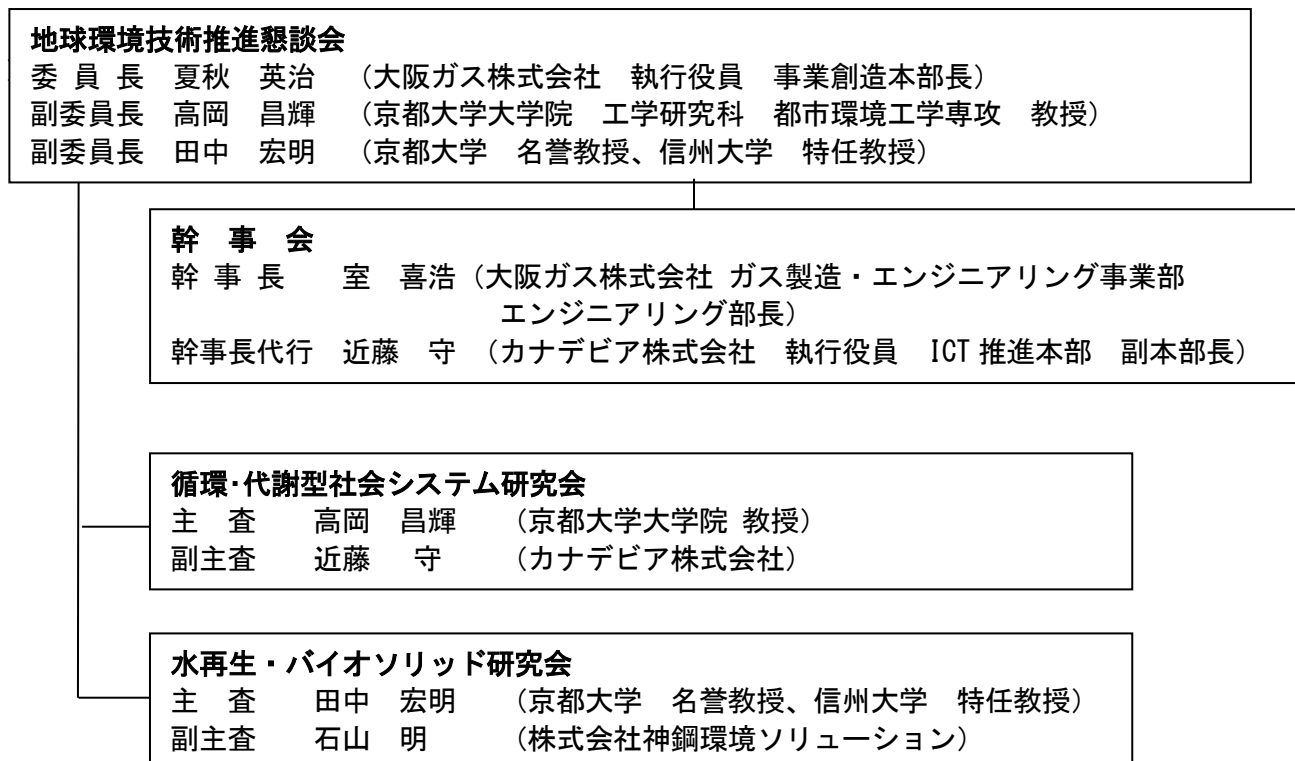 地球環境技術推進懇談会
委 員 長 夏秋 英治 （大阪ガス株式会社 執行役員 事業創造本部長）
副委員長 高岡 昌輝 （京都大学大学院 工学研究科 都市環境工学専攻 教授）
副委員長 田中 宏明 （京都大学 名誉教授、信州大学 特任教授）
幹 事 会
幹 事 長 室 喜浩（大阪ガス株式会社 ガス製造・エンジニアリング事業部
エンジニアリング部長）
幹事長代行 近藤 守 （カナデビア株式会社 執行役員 ICT 推進本部 副本部長）
循環・代謝型社会システム研究会
主 査 高岡 昌輝 （京都大学大学院 教授）
副主査 近藤 守 （カナデビア株式会社）
水再生・バイオソリッド研究会
主 査 田中 宏明 （京都大学 名誉教授、信州大学 特任教授）
副主査 石山 明 （株式会社神鋼環境ソリューション）